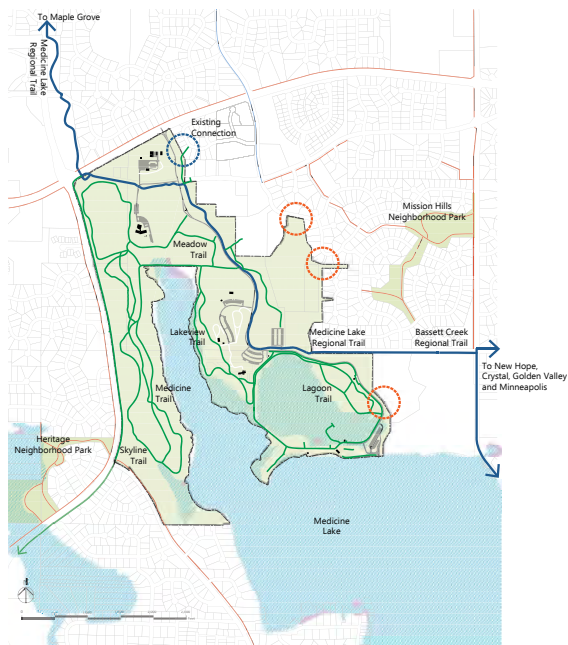 To Maple Grove
Medicine Lake
Regional Trail
Existing
Connection
Mission Hills
Neighborhood Park
Meadow
Trail
Lakeview
Trail
Medicine Lake
Regional Trail
Bassett Creek
Regional Trail
To New Hope,
Crystal, Golden Valley
and Minneapolis
Medicine
Trail
Lagoon
Trail
Heritage
Neighborhood Park
Skyline
Trail
Medicine
Lake